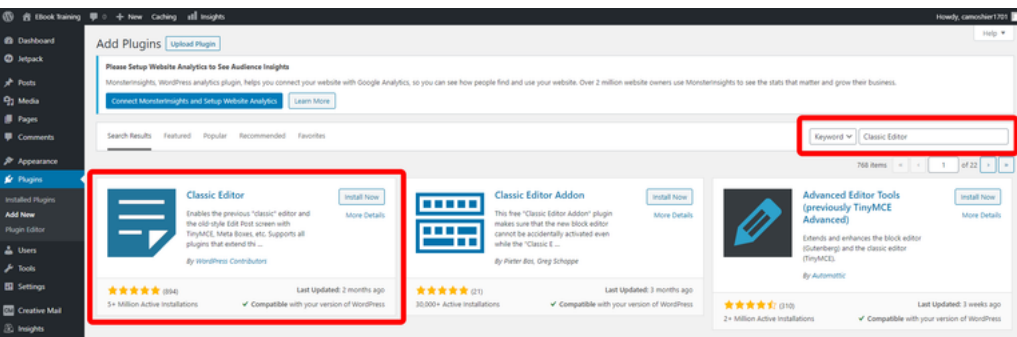 EBook Training 0 + New Caching Insights Howdy, camoshier1701
Dashboard
Jetpack
Posts
Media
Pages
Comments
Appearance
Plugins
Installed Plugins
Add New
Plugin Editor
Users
Tools
Settings
Creative Mail
Insights
Help ▼
Add Plugins Upload Plugin
Please Setup Website Analytics to See Audience Insights
MonsterInsights, WordPress analytics plugin, helps you connect your website with Google Analytics, so you can see how people find and use your website. Over 2 million website owners use MonsterInsights to see the stats that matter and grow their business.
Connect MonsterInsights and Setup Website Analytics Learn More
Search Results Featured Popular Recommended Favorites Keyword Classic Editor
768 items « ‹ 1 of 22 › »
Classic Editor
Install Now
More Details
Enables the previous "classic" editor and
the old-style Edit Post screen with
TinyMCE, Meta Boxes, etc. Supports all
plugins that extend thi ...
By WordPress Contributors
(894) Last Updated: 2 months ago
5+ Million Active Installations ✔ Compatible with your version of WordPress
Classic Editor Addon
Install Now
More Details
This free "Classic Editor Addon" plugin
makes sure that the new block editor
cannot be accidentally activated even
while the "Classic E ...
By Pieter Bos, Greg Schoppe
(21) Last Updated: 3 months ago
30,000+ Active Installations ✔ Compatible with your version of WordPress
Advanced Editor Tools
(previously TinyMCE
Advanced)
Install Now
More Details
Extends and enhances the block editor
(Gutenberg) and the classic editor
(TinyMCE).
By Automattic
(310) Last Updated: 3 weeks ago
2+ Million Active Installations ✔ Compatible with your version of WordPress